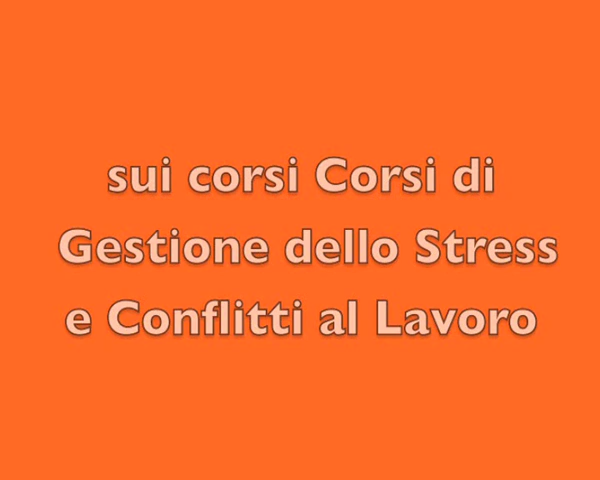 sui corsi Corsi di
Gestione dello Stress
e Conflitti al Lavoro